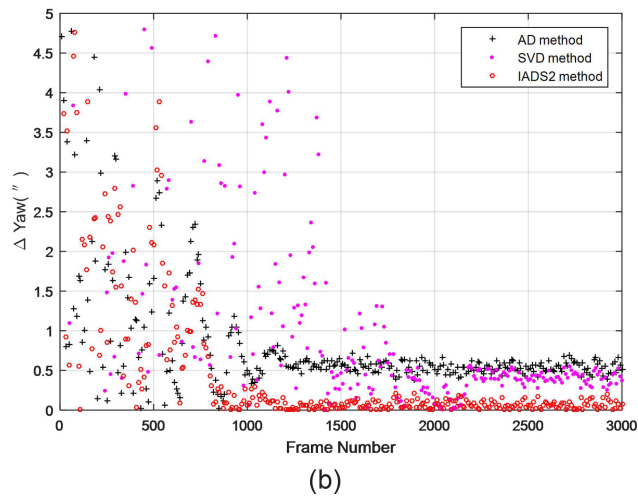 5
4.5
4
3.5
3
2.5
2
1.5
1
0.5
0
Δ Yaw(″)
AD method
SVD method
IADS2 method
0 500 1000 1500 2000 2500 3000
Frame Number
(b)